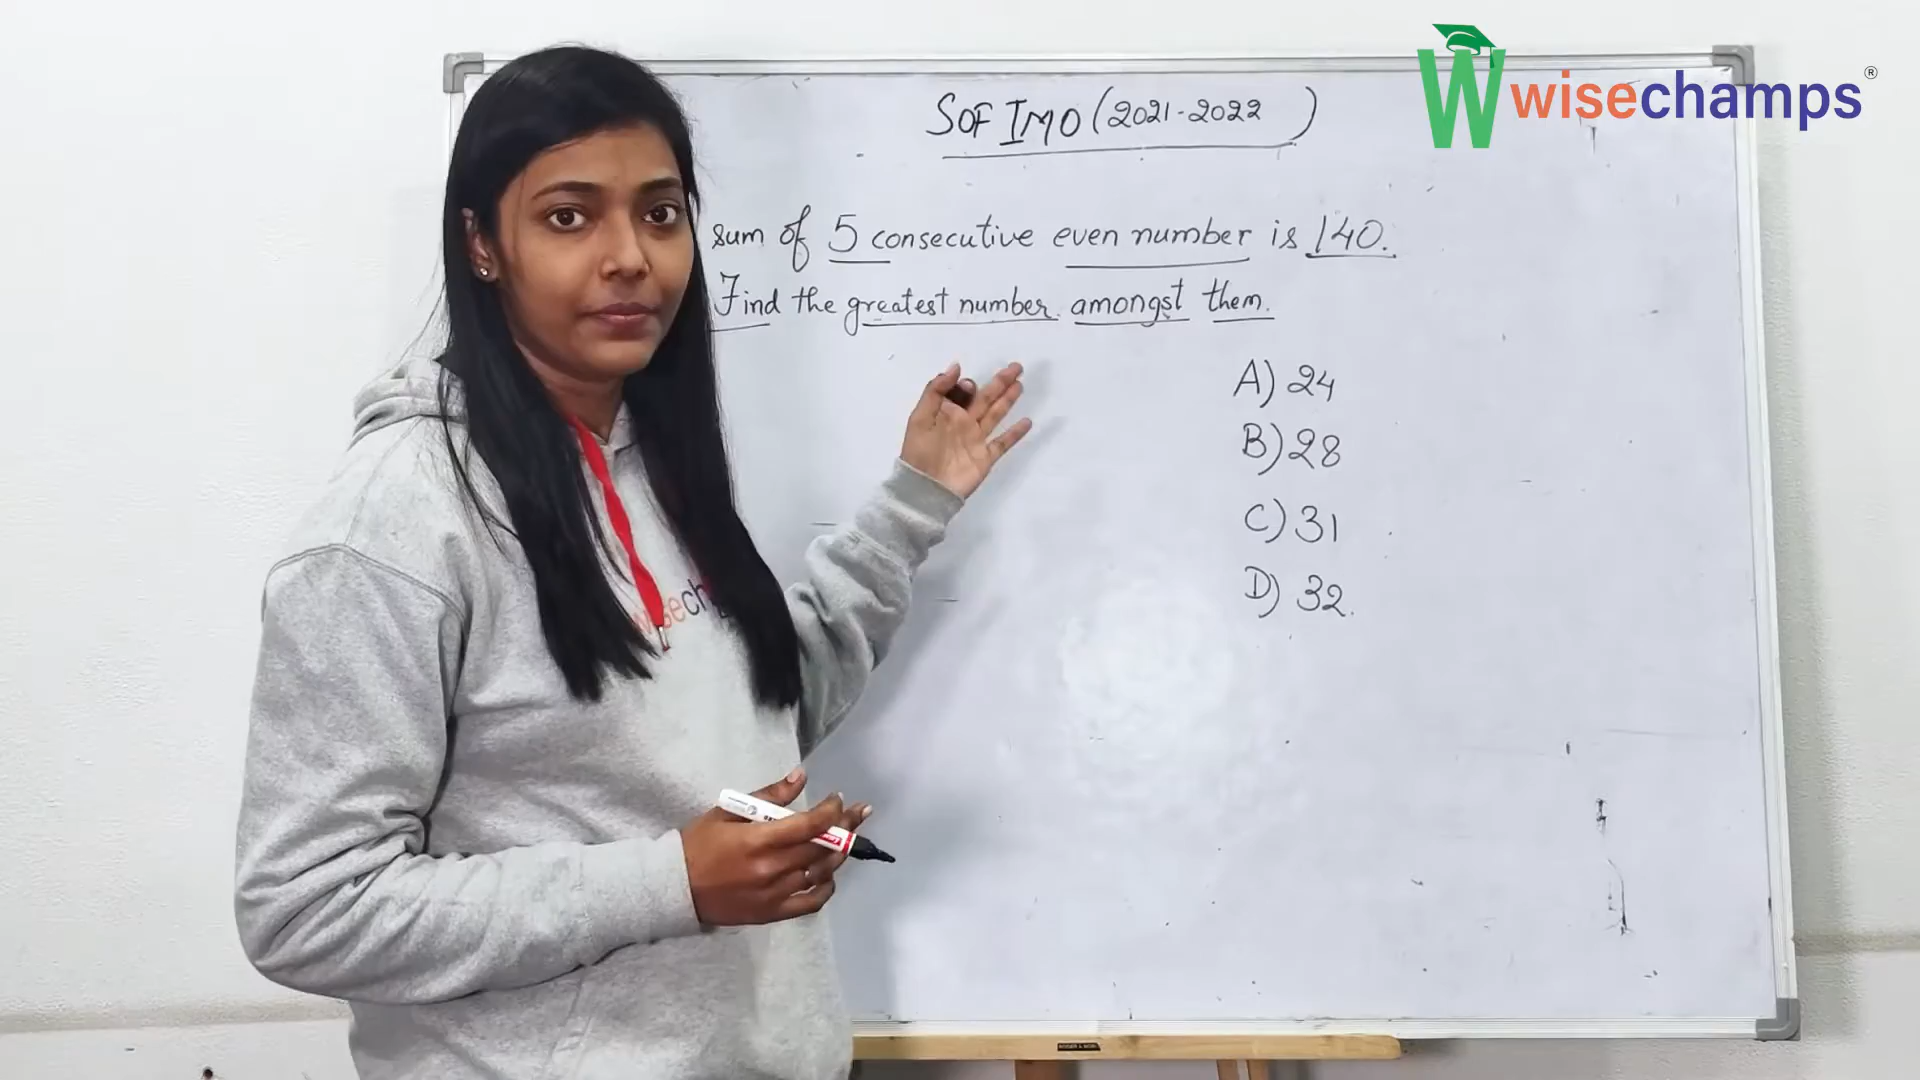 wisechamps®
SOF IMO (2021-2022)
sum of 5 consecutive even number is 140.
Find the greatest number amongst them.
A) 24
B) 28
C) 31
D) 32.
wisech